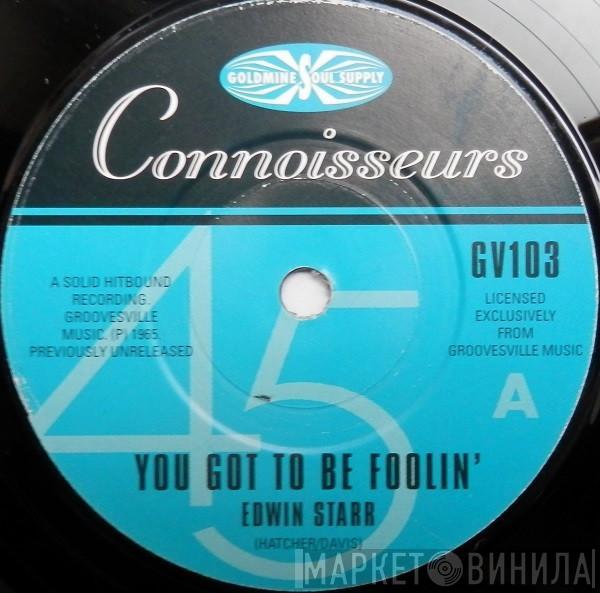 GOLDMINE SOUL SUPPLY
Connoisseurs
45
A SOLID HITBOUND
RECORDING.
GROOVESVILLE
MUSIC. (P) 1965.
PREVIOUSLY UNRELEASED
GV103
LICENSED
EXCLUSIVELY
FROM
GROOVESVILLE MUSIC
A
YOU GOT TO BE FOOLIN'
EDWIN STARR
(HATCHER/DAVIS)
МАРКЕТ ВИНИЛА